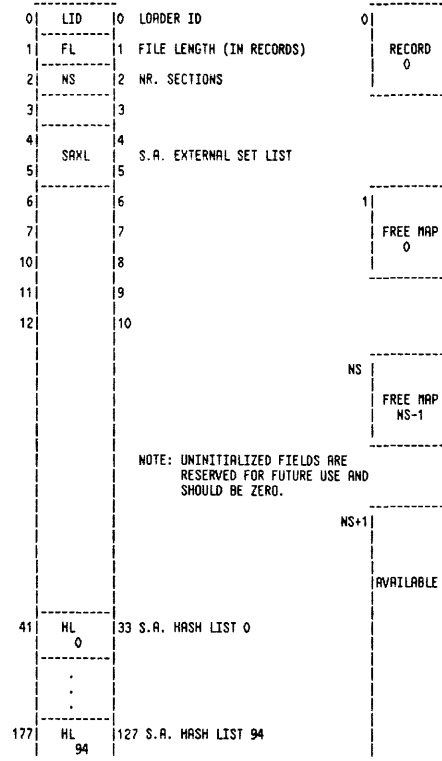 0 LID 0 LOADER ID
1 FL 1 FILE LENGTH (IN RECORDS)
2 NS 2 NR. SECTIONS
3 3
4 4
SAXL S.A. EXTERNAL SET LIST
5 5
6 6
7 7
10 8
11 9
12 10
NOTE: UNINITIALIZED FIELDS ARE
RESERVED FOR FUTURE USE AND
SHOULD BE ZERO.
41 HL 33 S.A. HASH LIST 0
0
.
.
.
177 HL 127 S.A. HASH LIST 94
94
0
RECORD
0
1
FREE MAP
0
NS
FREE MAP
NS-1
NS+1
AVAILABLE